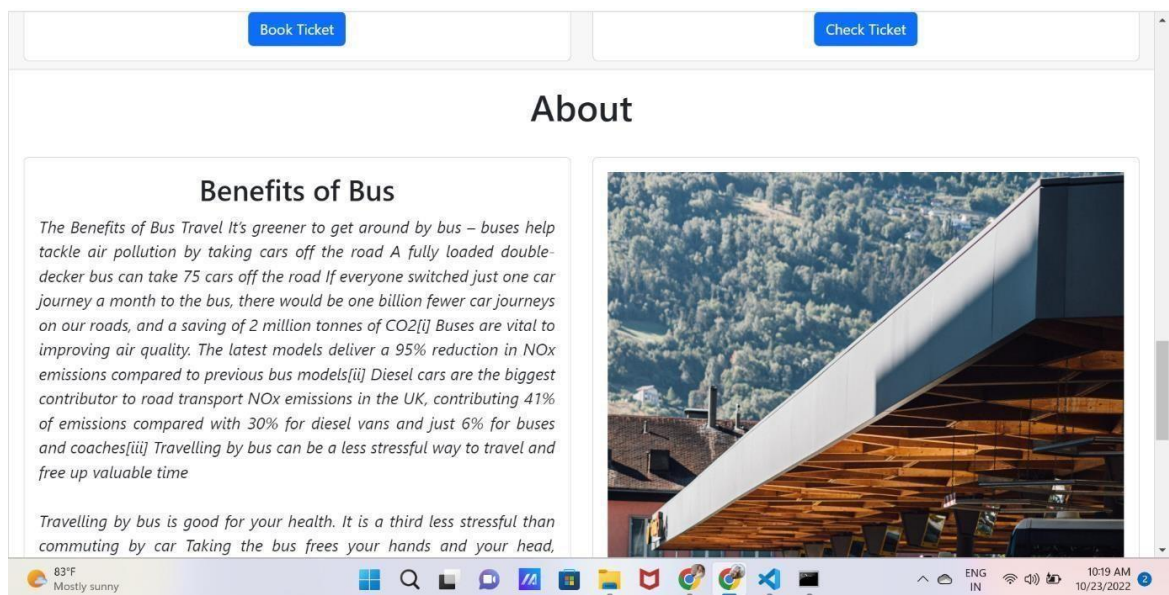 Book Ticket
Check Ticket
About
Benefits of Bus
The Benefits of Bus Travel It's greener to get around by bus – buses help
tackle air pollution by taking cars off the road A fully loaded double-
decker bus can take 75 cars off the road If everyone switched just one car
journey a month to the bus, there would be one billion fewer car journeys
on our roads, and a saving of 2 million tonnes of CO2[i] Buses are vital to
improving air quality. The latest models deliver a 95% reduction in NOx
emissions compared to previous bus models[ii] Diesel cars are the biggest
contributor to road transport NOx emissions in the UK, contributing 41%
of emissions compared with 30% for diesel vans and just 6% for buses
and coaches[iii] Travelling by bus can be a less stressful way to travel and
free up valuable time
Travelling by bus is good for your health. It is a third less stressful than
commuting by car Taking the bus frees your hands and your head,
83°F
Mostly sunny
ENG
IN
10:19 AM
10/23/2022
2